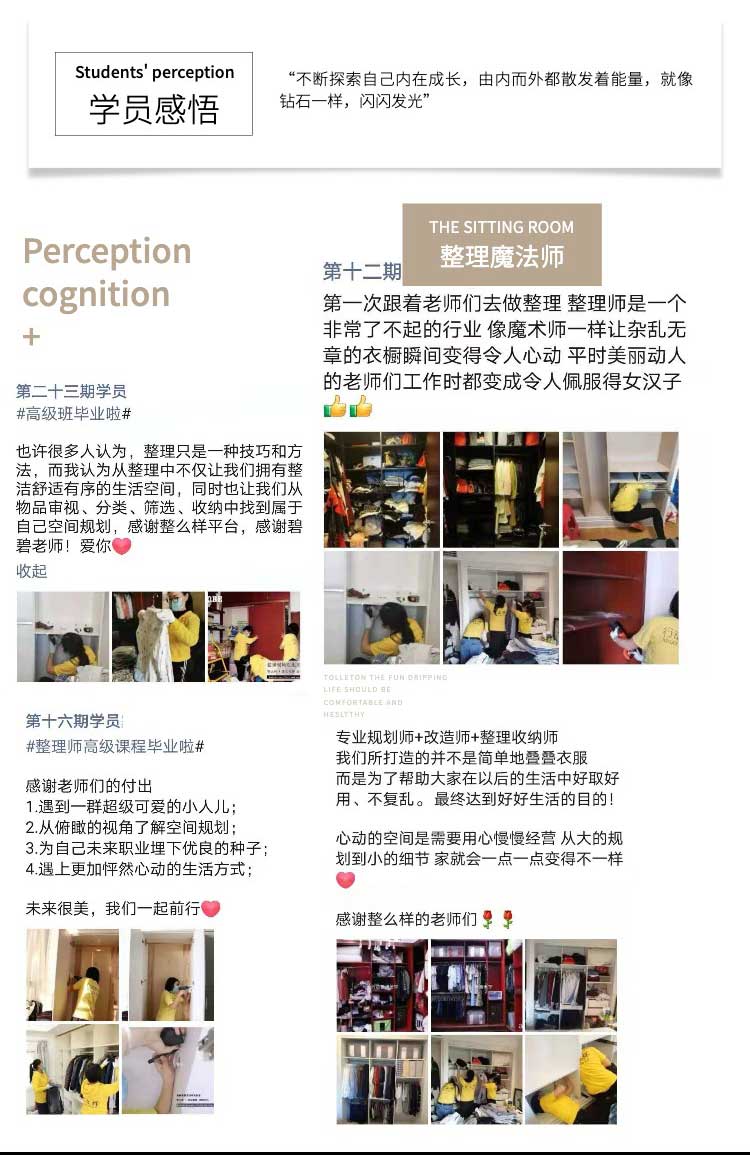 Students' perception
学员感悟
“不断探索自己内在成长，由内而外都散发着能量，就像
钻石一样，闪闪发光”
Perception
cognition
+
第二十三期学员
#高级班毕业啦#
也许很多人认为，整理只是一种技巧和方
法，而我认为从整理中不仅让我们拥有整
洁舒适有序的生活空间，同时也让我们从
物品审视、分类、筛选、收纳中找到属于
自己空间规划，感谢整么样平台，感谢碧
碧老师！爱你❤
收起
第十六期学员
#整理师高级课程毕业啦#
感谢老师们的付出
1.遇到一群超级可爱的小人儿；
2.从俯瞰的视角了解空间规划；
3.为自己未来职业埋下优良的种子；
4.遇上更加怦然心动的生活方式；
未来很美，我们一起前行❤
THE SITTING ROOM
整理魔法师
第十二期
第一次跟着老师们去做整理 整理师是一个
非常了不起的行业 像魔术师一样让杂乱无
章的衣橱瞬间变得令人心动 平时美丽动人
的老师们工作时都变成令人佩服得女汉子
👍👍
TOLLETON THE FUN DRIPPING
LIFE SHOULD BE
COMFORTABLE AND
HESLTTHY
专业规划师+改造师+整理收纳师
我们所打造的并不是简单地叠叠衣服
而是为了帮助大家在以后的生活中好取好
用、不复乱。最终达到好好生活的目的！
心动的空间是需要用心慢慢经营 从大的规
划到小的细节 家就会一点一点变得不一样
❤
感谢整么样的老师们🌹🌹